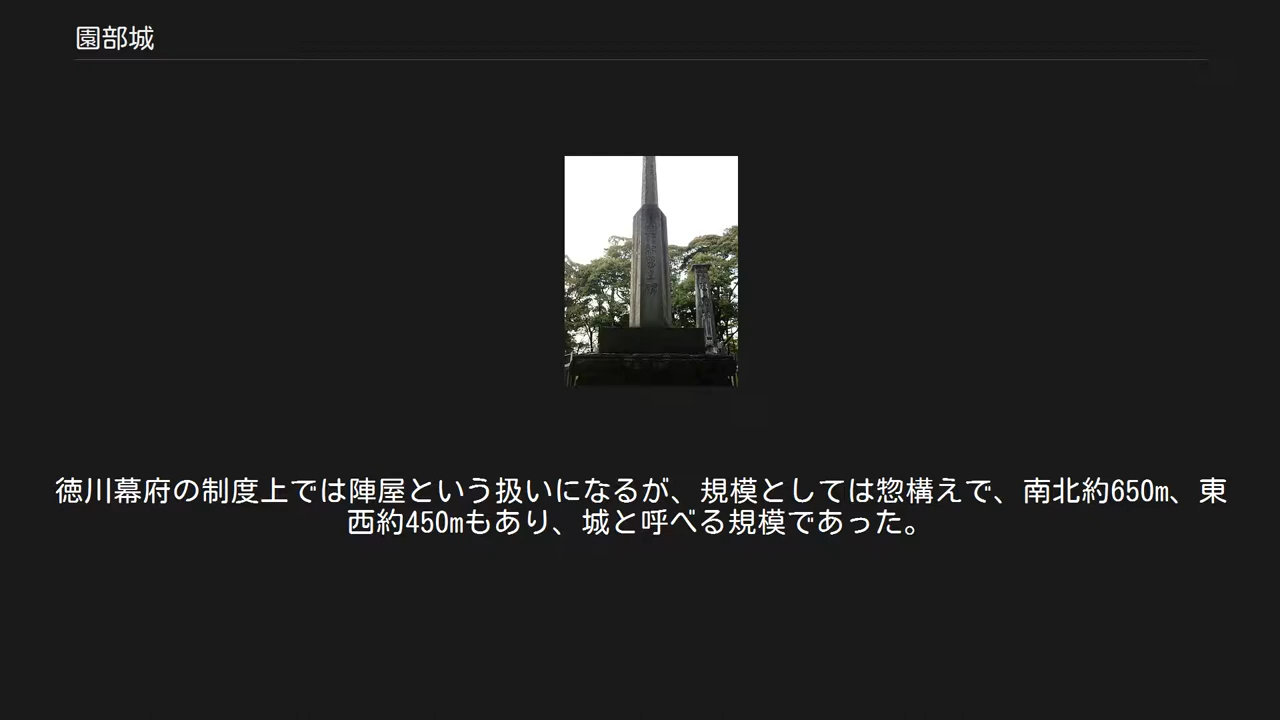 園部城
徳川幕府の制度上では陣屋という扱いになるが、規模としては惣構えで、南北約650m、東
西約450mもあり、城と呼べる規模であった。